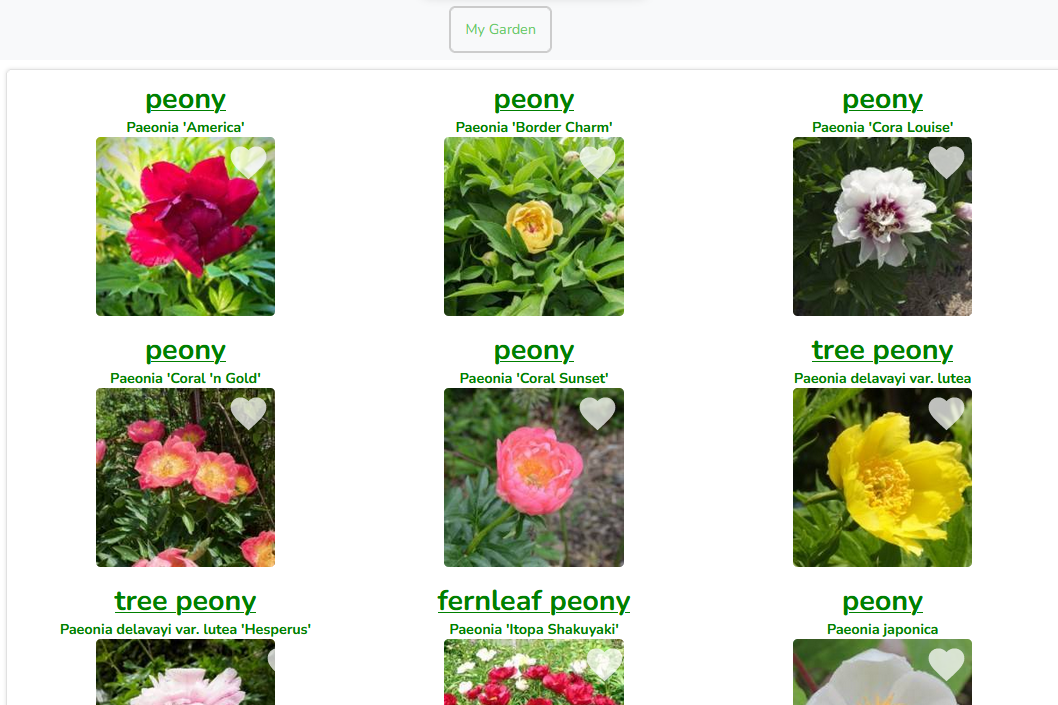 My Garden
peony
Paeonia 'America'
peony
Paeonia 'Border Charm'
peony
Paeonia 'Cora Louise'
peony
Paeonia 'Coral 'n Gold'
peony
Paeonia 'Coral Sunset'
tree peony
Paeonia delavayi var. lutea
tree peony
Paeonia delavayi var. lutea 'Hesperus'
fernleaf peony
Paeonia 'Itopa Shakuyaki'
peony
Paeonia japonica